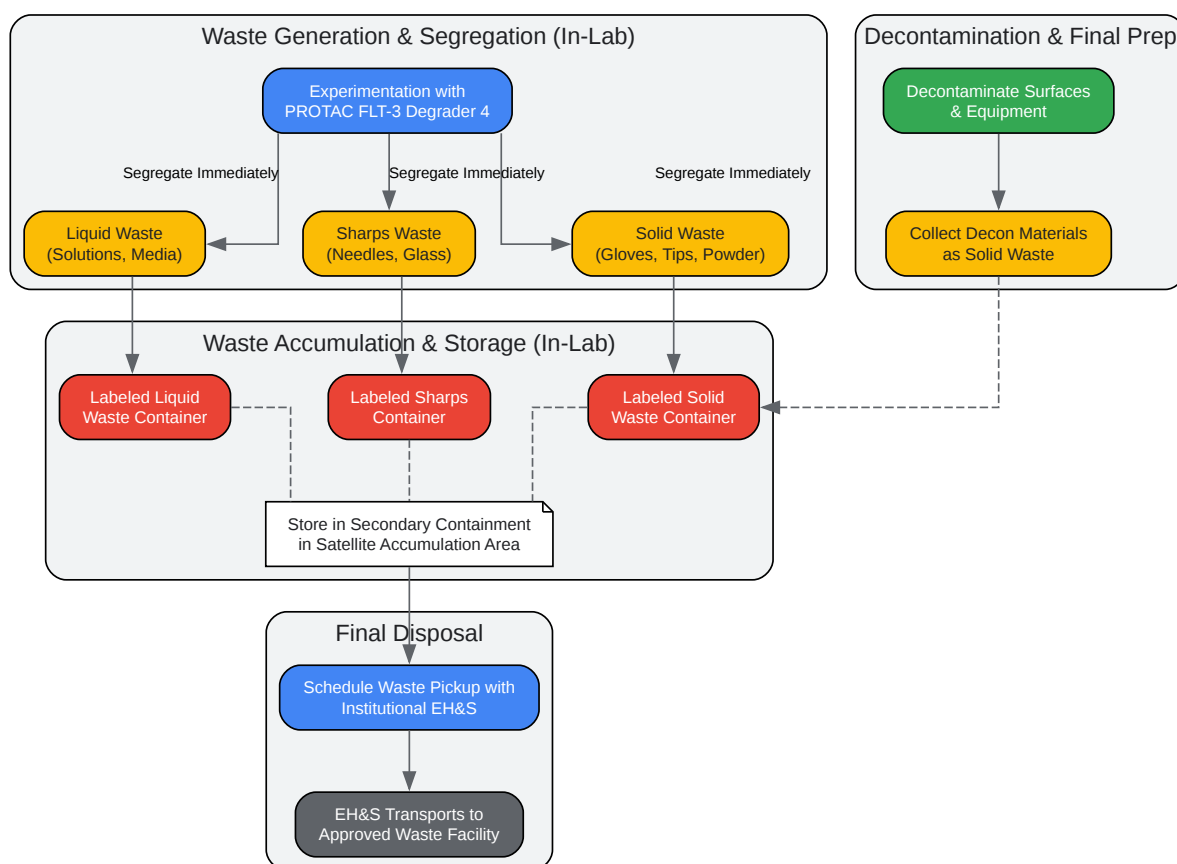 Waste Generation & Segregation (In-Lab)
Decontamination & Final Prep
Experimentation with
PROTAC FLT-3 Degrader 4
Decontaminate Surfaces
& Equipment
Segregate Immediately
Segregate Immediately
Segregate Immediately
Liquid Waste
(Solutions, Media)
Sharps Waste
(Needles, Glass)
Solid Waste
(Gloves, Tips, Powder)
Collect Decon Materials
as Solid Waste
Waste Accumulation & Storage (In-Lab)
Labeled Liquid
Waste Container
Labeled Sharps
Container
Labeled Solid
Waste Container
Store in Secondary Containment
in Satellite Accumulation Area
Final Disposal
Schedule Waste Pickup with
Institutional EH&S
EH&S Transports to
Approved Waste Facility